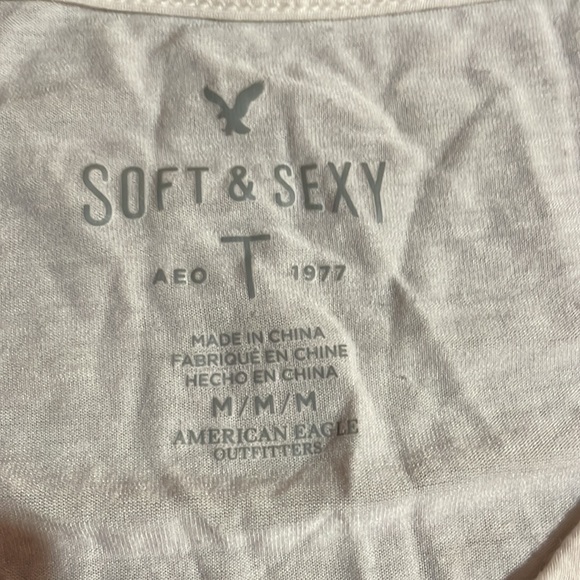 SOFT & SEXY
AEO T 1977
MADE IN CHINA
FABRIQUÉ EN CHINE
HECHO EN CHINA
M/M/M
AMERICAN EAGLE
OUTFITTERS